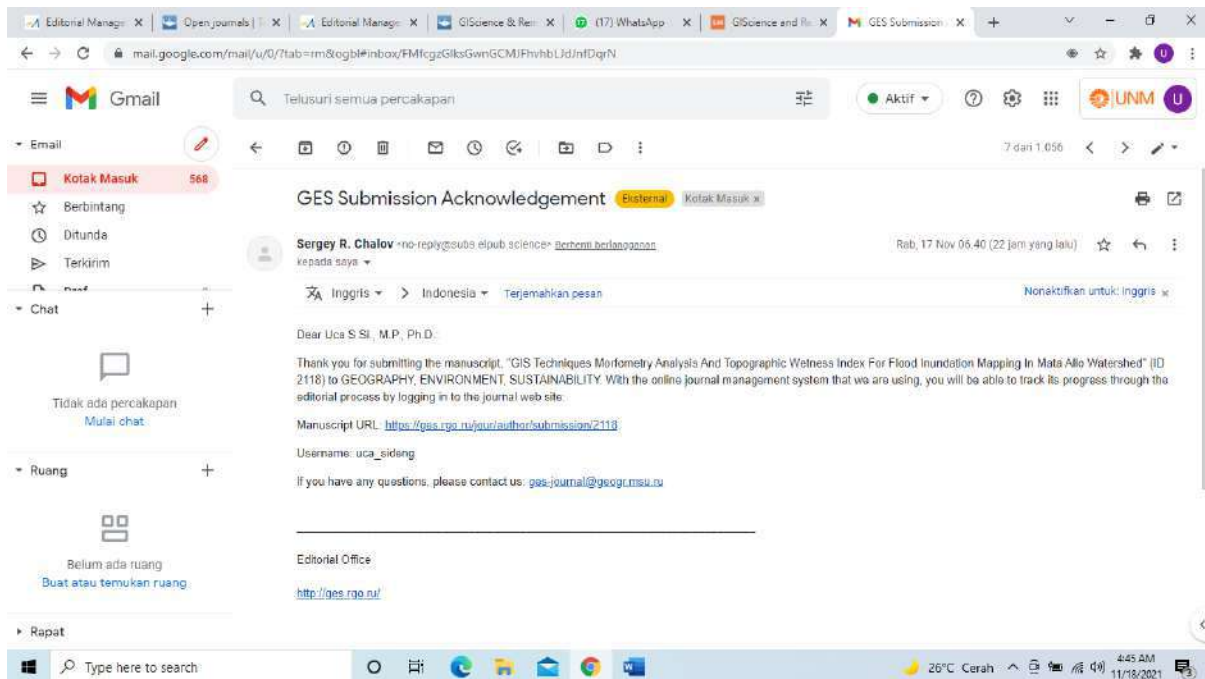 Editorial Manage
Open journals |
Editorial Manage
GIScience & Rem
(17) WhatsApp
GIScience and Re
GES Submission
mail.google.com/mail/u/0/?tab=rm&ogbl#inbox/
U
Gmail
Telusuri semua percakapan
Aktif
UNM
U
Email
7 dari 1.056
Kotak Masuk 568
Berbintang
Ditunda
Terkirim
GES Submission Acknowledgement Eksternal Kotak Masuk x
Sergey R. Chalov <no-reply@subs.elpub.science> Berhenti berlangganan
Rab, 17 Nov 06.40 (22 jam yang lalu)
kepada saya
Inggris > Indonesia Terjemahkan pesan
Nonaktifkan untuk: Inggris x
Chat
Tidak ada percakapan
Mulai chat
Ruang
Belum ada ruang
Buat atau temukan ruang
Rapat
Dear Uca S.Si., M.P., Ph.D.:
Thank you for submitting the manuscript, "GIS Techniques Morfometry Analysis And Topographic Wetness Index For Flood Inundation Mapping In Mata Allo Watershed" (ID
2118) to GEOGRAPHY, ENVIRONMENT, SUSTAINABILITY. With the online journal management system that we are using, you will be able to track its progress through the
editorial process by logging in to the journal web site:
Manuscript URL: https://ges.rgo.ru/jour/author/submission/2118
Username: uca_sideng
If you have any questions, please contact us: ges-journal@geogr.msu.ru
Editorial Office
http://ges.rgo.ru/
Type here to search
26°C Cerah
4:45 AM
11/18/2021